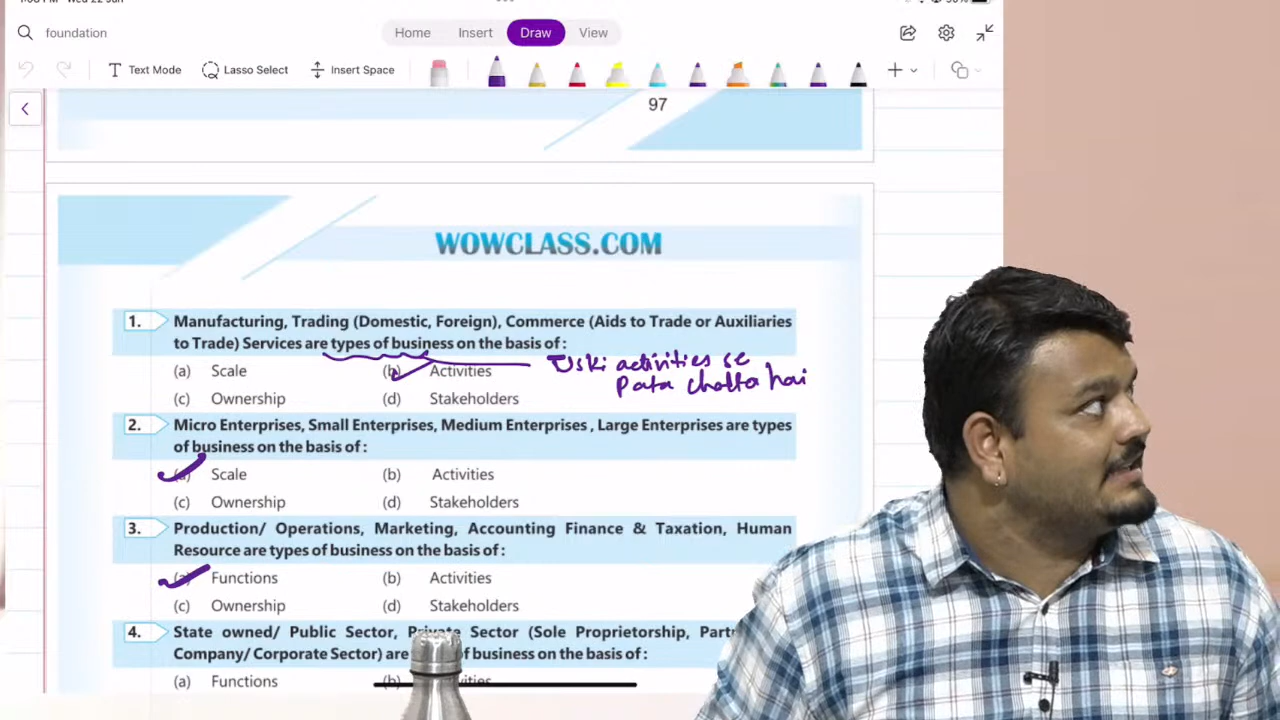 foundation
Home Insert Draw View
Text Mode Lasso Select Insert Space
97
WOWCLASS.COM
1. Manufacturing, Trading (Domestic, Foreign), Commerce (Aids to Trade or Auxiliaries
to Trade) Services are types of business on the basis of :
(a) Scale (b) Activities
Uski activities se
Pata chalta hai
(c) Ownership (d) Stakeholders
2. Micro Enterprises, Small Enterprises, Medium Enterprises , Large Enterprises are types
of business on the basis of :
(a) Scale (b) Activities
(c) Ownership (d) Stakeholders
3. Production/ Operations, Marketing, Accounting Finance & Taxation, Human
Resource are types of business on the basis of :
(a) Functions (b) Activities
(c) Ownership (d) Stakeholders
4. State owned/ Public Sector, Private Sector (Sole Proprietorship,
Company/ Corporate Sector) are of business on the basis of :
(a) Functions (b)